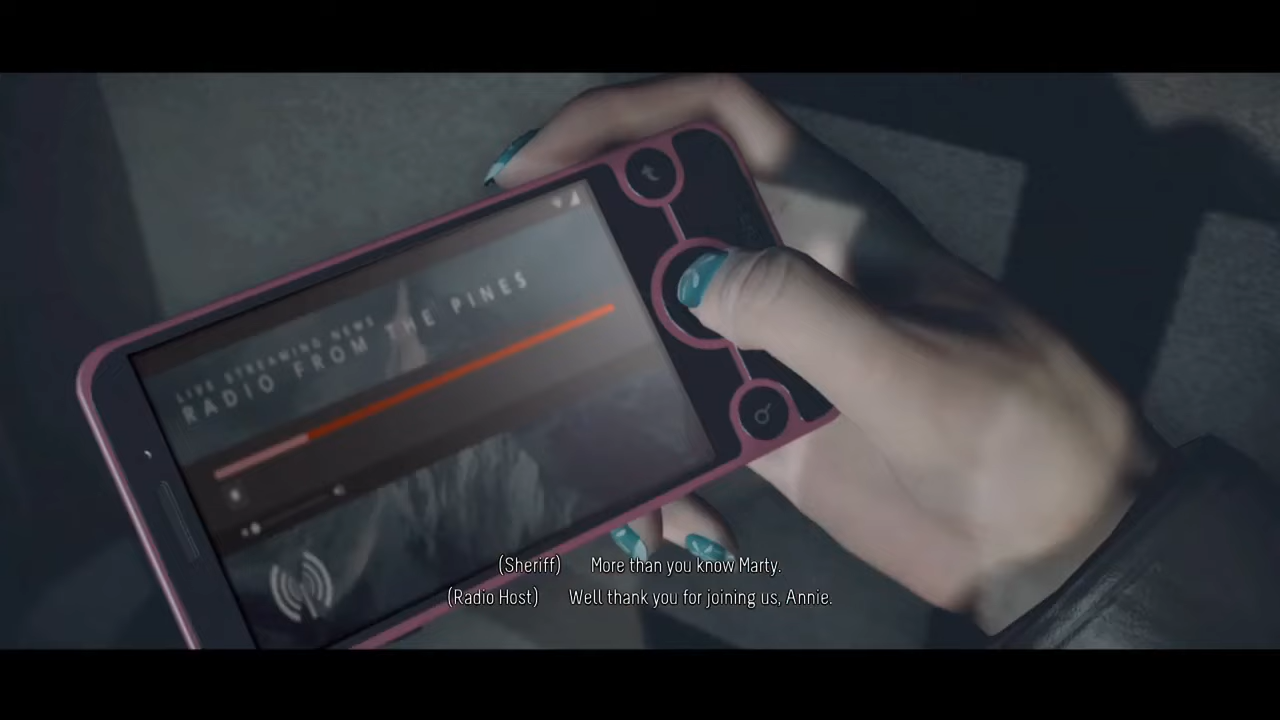 LIVE STREAMING NEWS
RADIO FROM THE PINES
(Sheriff) More than you know Marty.
(Radio Host) Well thank you for joining us, Annie.